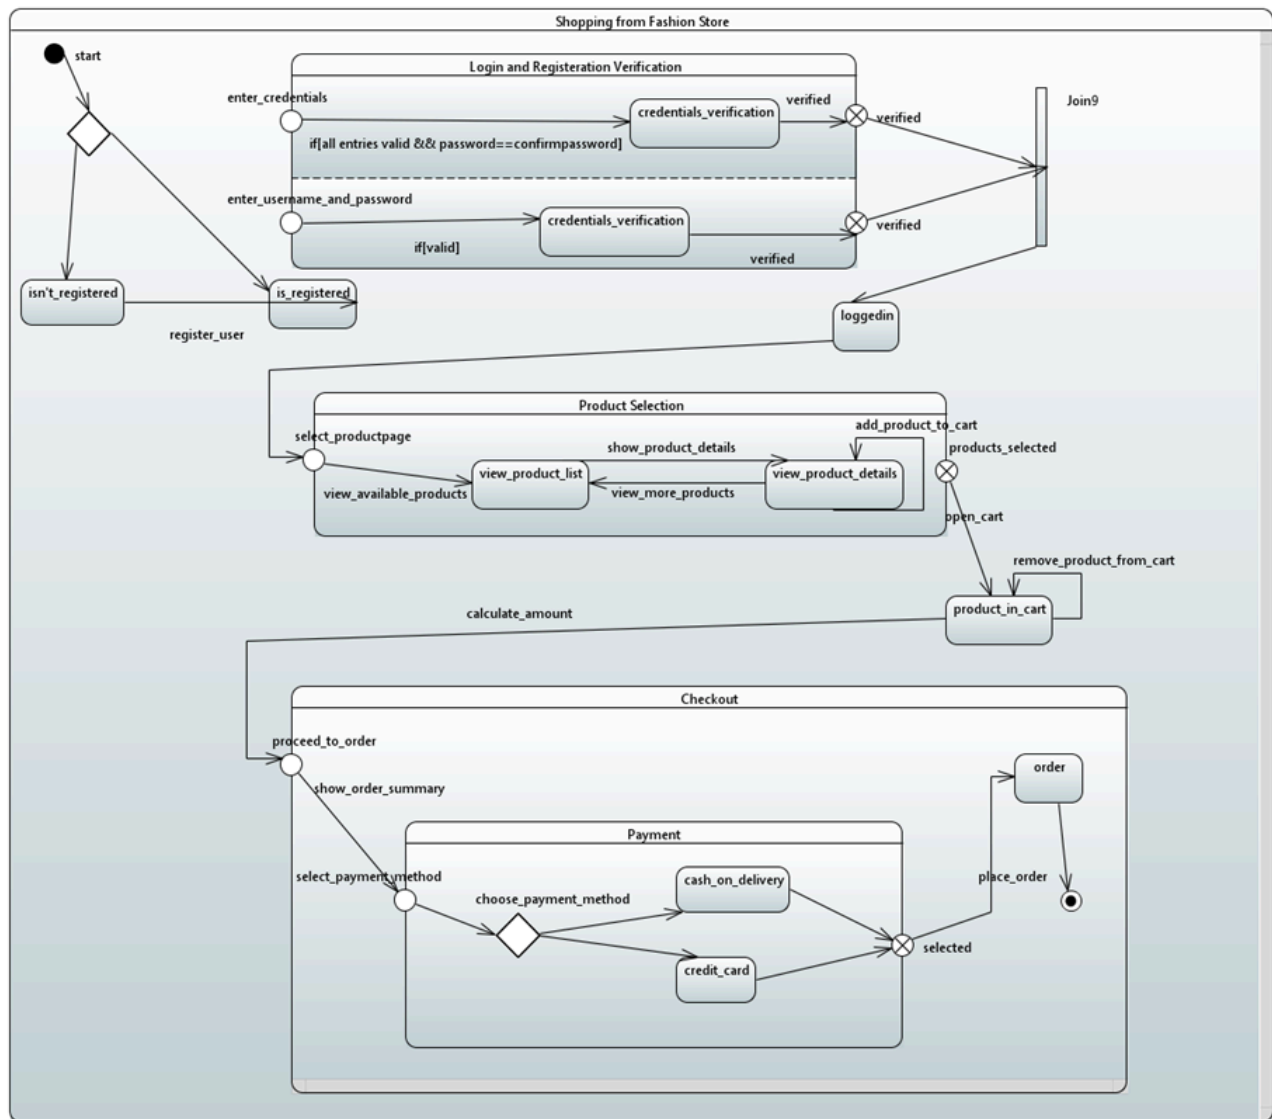 Shopping from Fashion Store
start
Login and Registeration Verification
enter_credentials
credentials_verification
verified
verified
Join9
if[all entries valid && password==confirmpassword]
enter_username_and_password
credentials_verification
verified
if[valid]
verified
isn't_registered
is_registered
register_user
loggedin
Product Selection
select_productpage
show_product_details
add_product_to_cart
products_selected
view_product_list
view_product_details
view_available_products
view_more_products
open_cart
remove_product_from_cart
product_in_cart
calculate_amount
Checkout
proceed_to_order
order
show_order_summary
Payment
select_payment_method
cash_on_delivery
place_order
choose_payment_method
selected
credit_card